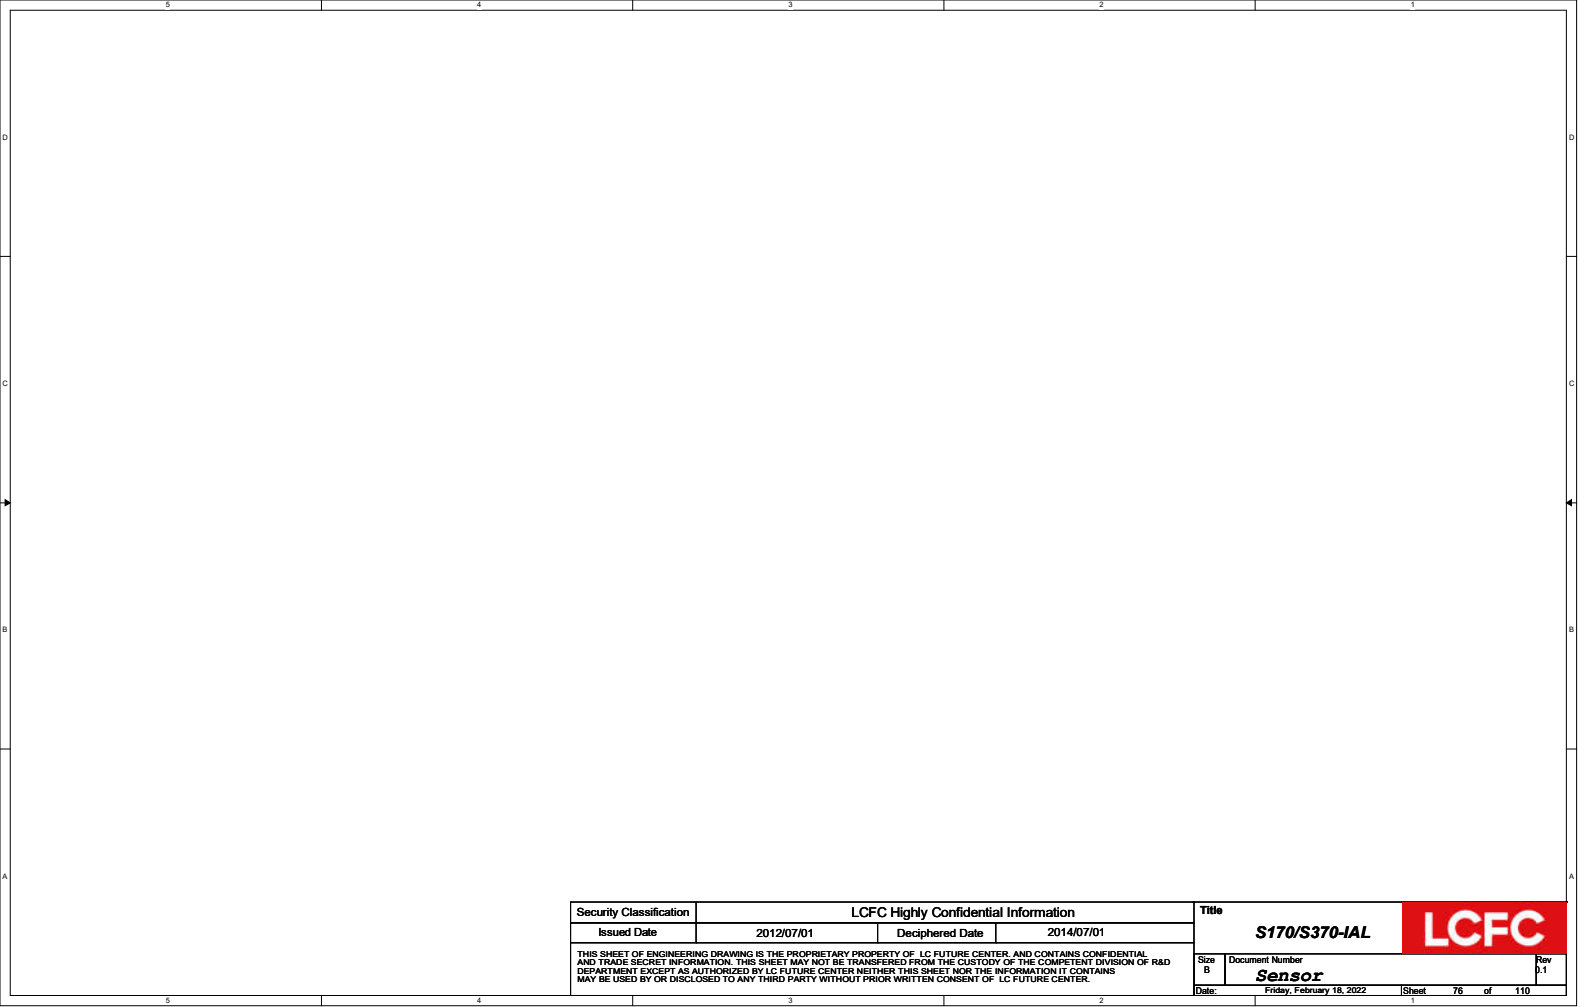 5 4 3 2 1
D D
C C
B B
A A
Security Classification LCFC Highly Confidential Information
Issued Date 2012/07/01 Deciphered Date 2014/07/01
THIS SHEET OF ENGINEERING DRAWING IS THE PROPRIETARY PROPERTY OF LC FUTURE CENTER. AND CONTAINS CONFIDENTIAL
AND TRADE SECRET INFORMATION. THIS SHEET MAY NOT BE TRANSFERED FROM THE CUSTODY OF THE COMPETENT DIVISION OF R&D
DEPARTMENT EXCEPT AS AUTHORIZED BY LC FUTURE CENTER NEITHER THIS SHEET NOR THE INFORMATION IT CONTAINS
MAY BE USED BY OR DISCLOSED TO ANY THIRD PARTY WITHOUT PRIOR WRITTEN CONSENT OF LC FUTURE CENTER.
Title
S170/S370-IAL
LCFC
Size Document Number Rev
B Sensor 0.1
Date: Friday, February 18, 2022 Sheet 76 of 110
5 4 3 2 1